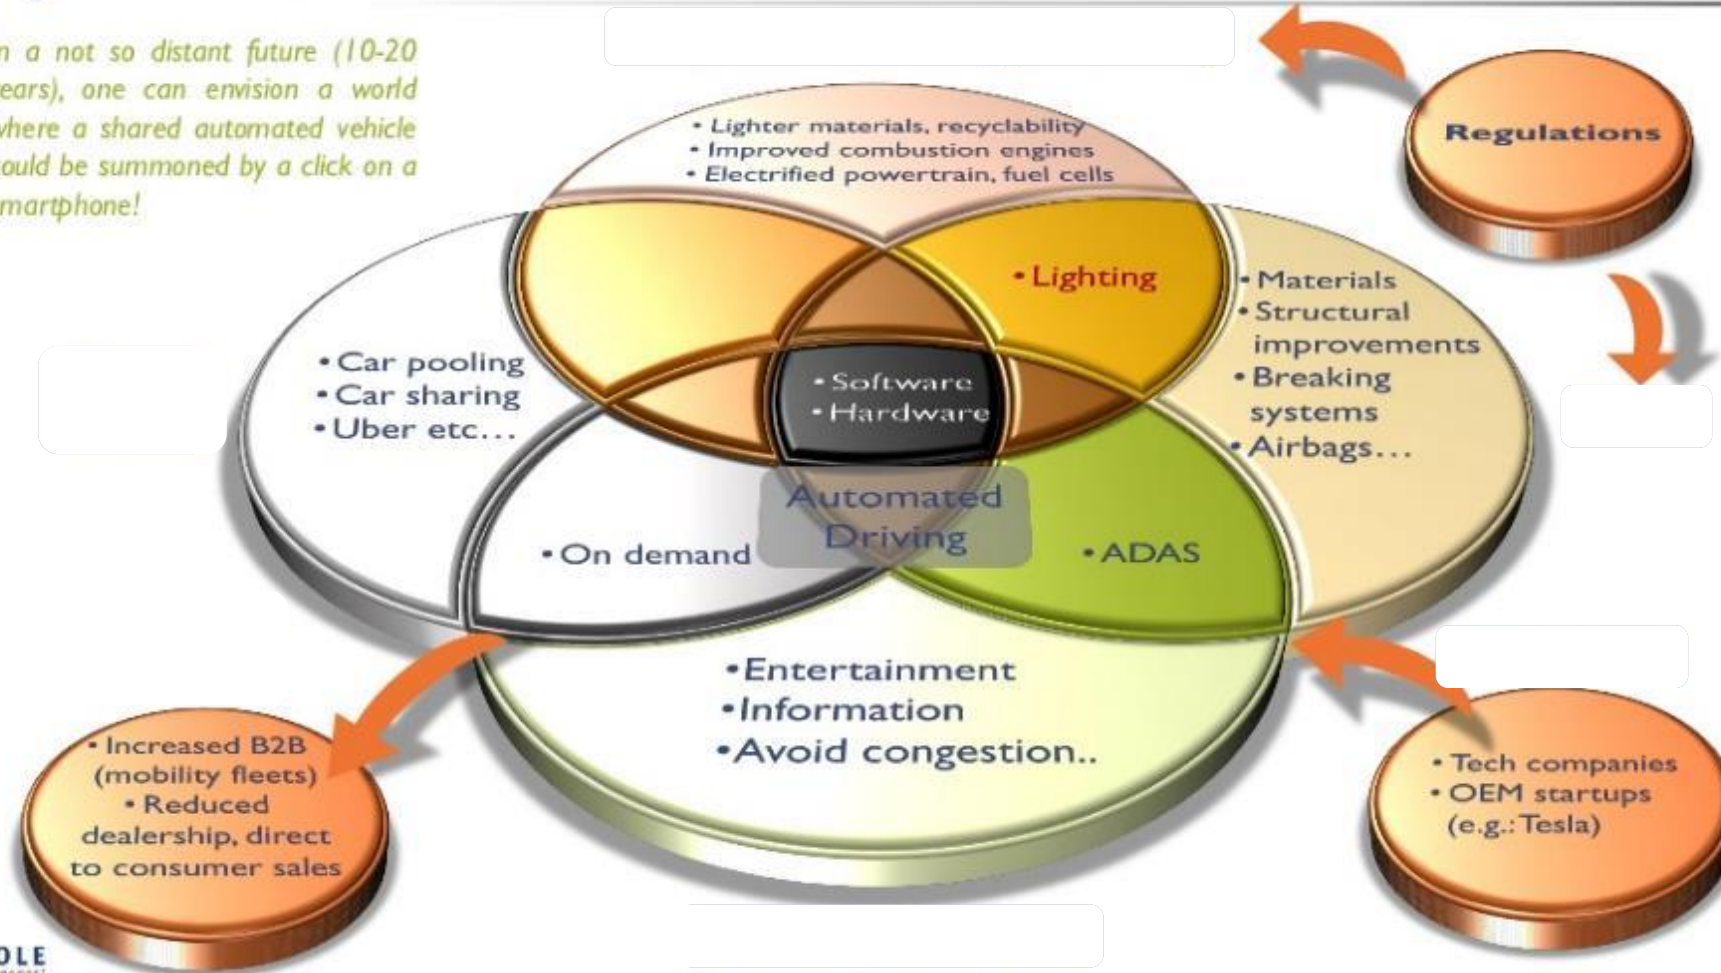 n a not so distant future (10-20
ears), one can envision a world
where a shared automated vehicle
ould be summoned by a click on a
martphone!
• Lighter materials, recyclability
• Improved combustion engines
• Electrified powertrain, fuel cells
Regulations
• Lighting
• Materials
• Structural
improvements
• Breaking
systems
• Airbags...
• Car pooling
• Car sharing
• Uber etc...
• Software
• Hardware
Automated
Driving
• On demand
• ADAS
• Entertainment
• Information
• Avoid congestion..
• Increased B2B
(mobility fleets)
• Reduced
dealership, direct
to consumer sales
• Tech companies
• OEM startups
(e.g.: Tesla)
OLE